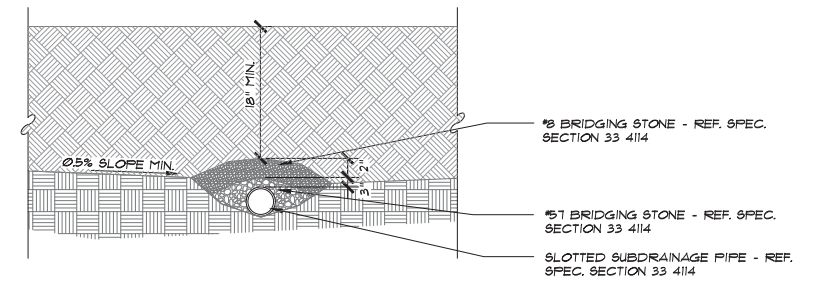 18" MIN.
#8 BRIDGING STONE - REF. SPEC.
SECTION 33 4114
0.5% SLOPE MIN.
2"
3"
#57 BRIDGING STONE - REF. SPEC.
SECTION 33 4114
SLOTTED SUBDRAINAGE PIPE - REF.
SPEC. SECTION 33 4114